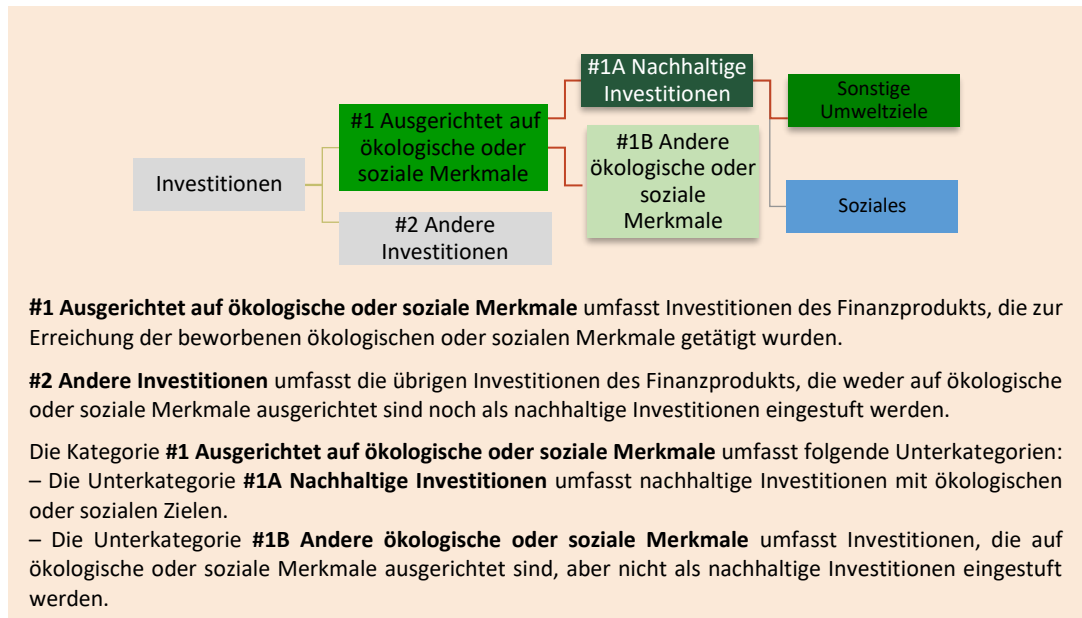 #1A Nachhaltige
Investitionen
Sonstige
Umweltziele
#1 Ausgerichtet auf
ökologische oder
soziale Merkmale
#1B Andere
ökologische oder
soziale
Merkmale
Investitionen
Soziales
#2 Andere
Investitionen
#1 Ausgerichtet auf ökologische oder soziale Merkmale umfasst Investitionen des Finanzprodukts, die zur
Erreichung der beworbenen ökologischen oder sozialen Merkmale getätigt wurden.
#2 Andere Investitionen umfasst die übrigen Investitionen des Finanzprodukts, die weder auf ökologische
oder soziale Merkmale ausgerichtet sind noch als nachhaltige Investitionen eingestuft werden.
Die Kategorie #1 Ausgerichtet auf ökologische oder soziale Merkmale umfasst folgende Unterkategorien:
– Die Unterkategorie #1A Nachhaltige Investitionen umfasst nachhaltige Investitionen mit ökologischen
oder sozialen Zielen.
– Die Unterkategorie #1B Andere ökologische oder soziale Merkmale umfasst Investitionen, die auf
ökologische oder soziale Merkmale ausgerichtet sind, aber nicht als nachhaltige Investitionen eingestuft
werden.